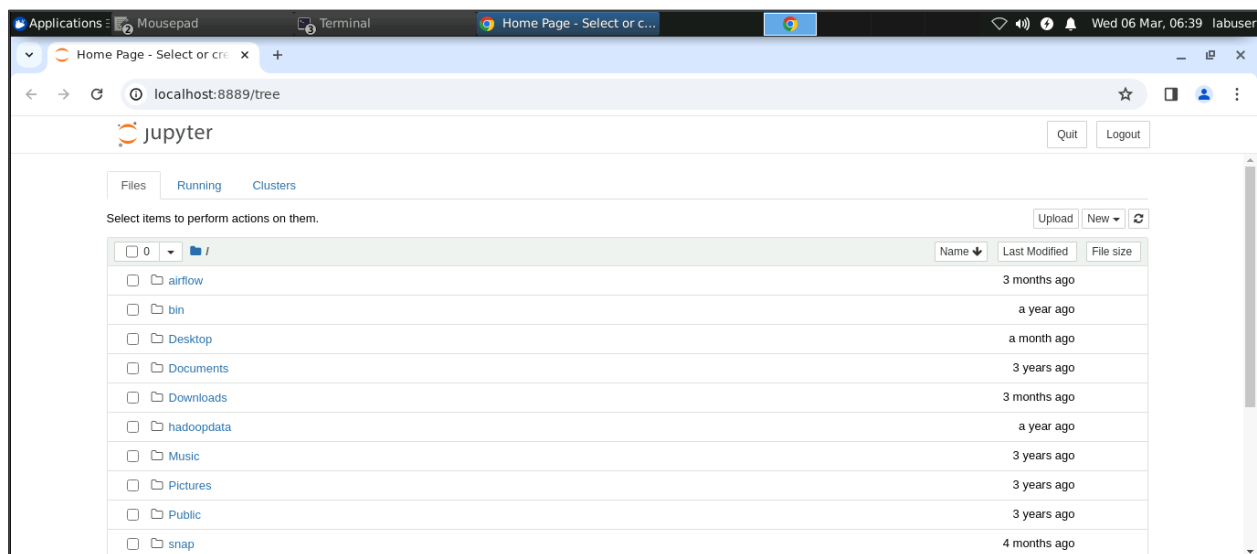 Applications : 2 Mousepad 3 Terminal Home Page - Select or c... Wed 06 Mar, 06:39 labuser
Home Page - Select or cre x +
localhost:8889/tree
jupyter Quit Logout
Files Running Clusters
Select items to perform actions on them. Upload New
0 / Name Last Modified File size
airflow 3 months ago
bin a year ago
Desktop a month ago
Documents 3 years ago
Downloads 3 months ago
hadoopdata a year ago
Music 3 years ago
Pictures 3 years ago
Public 3 years ago
snap 4 months ago